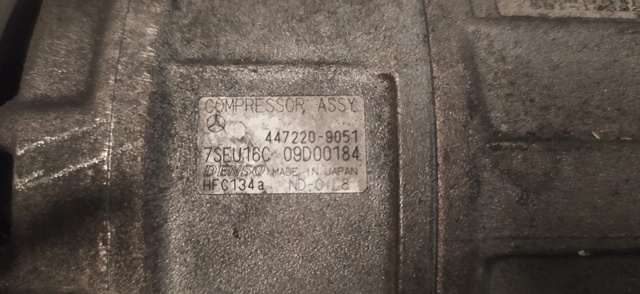 COMPRESSOR ASSY
447220-9051
7SEU16C 09D00184
DENSO MADE IN JAPAN
HFC134a ND-OIL8